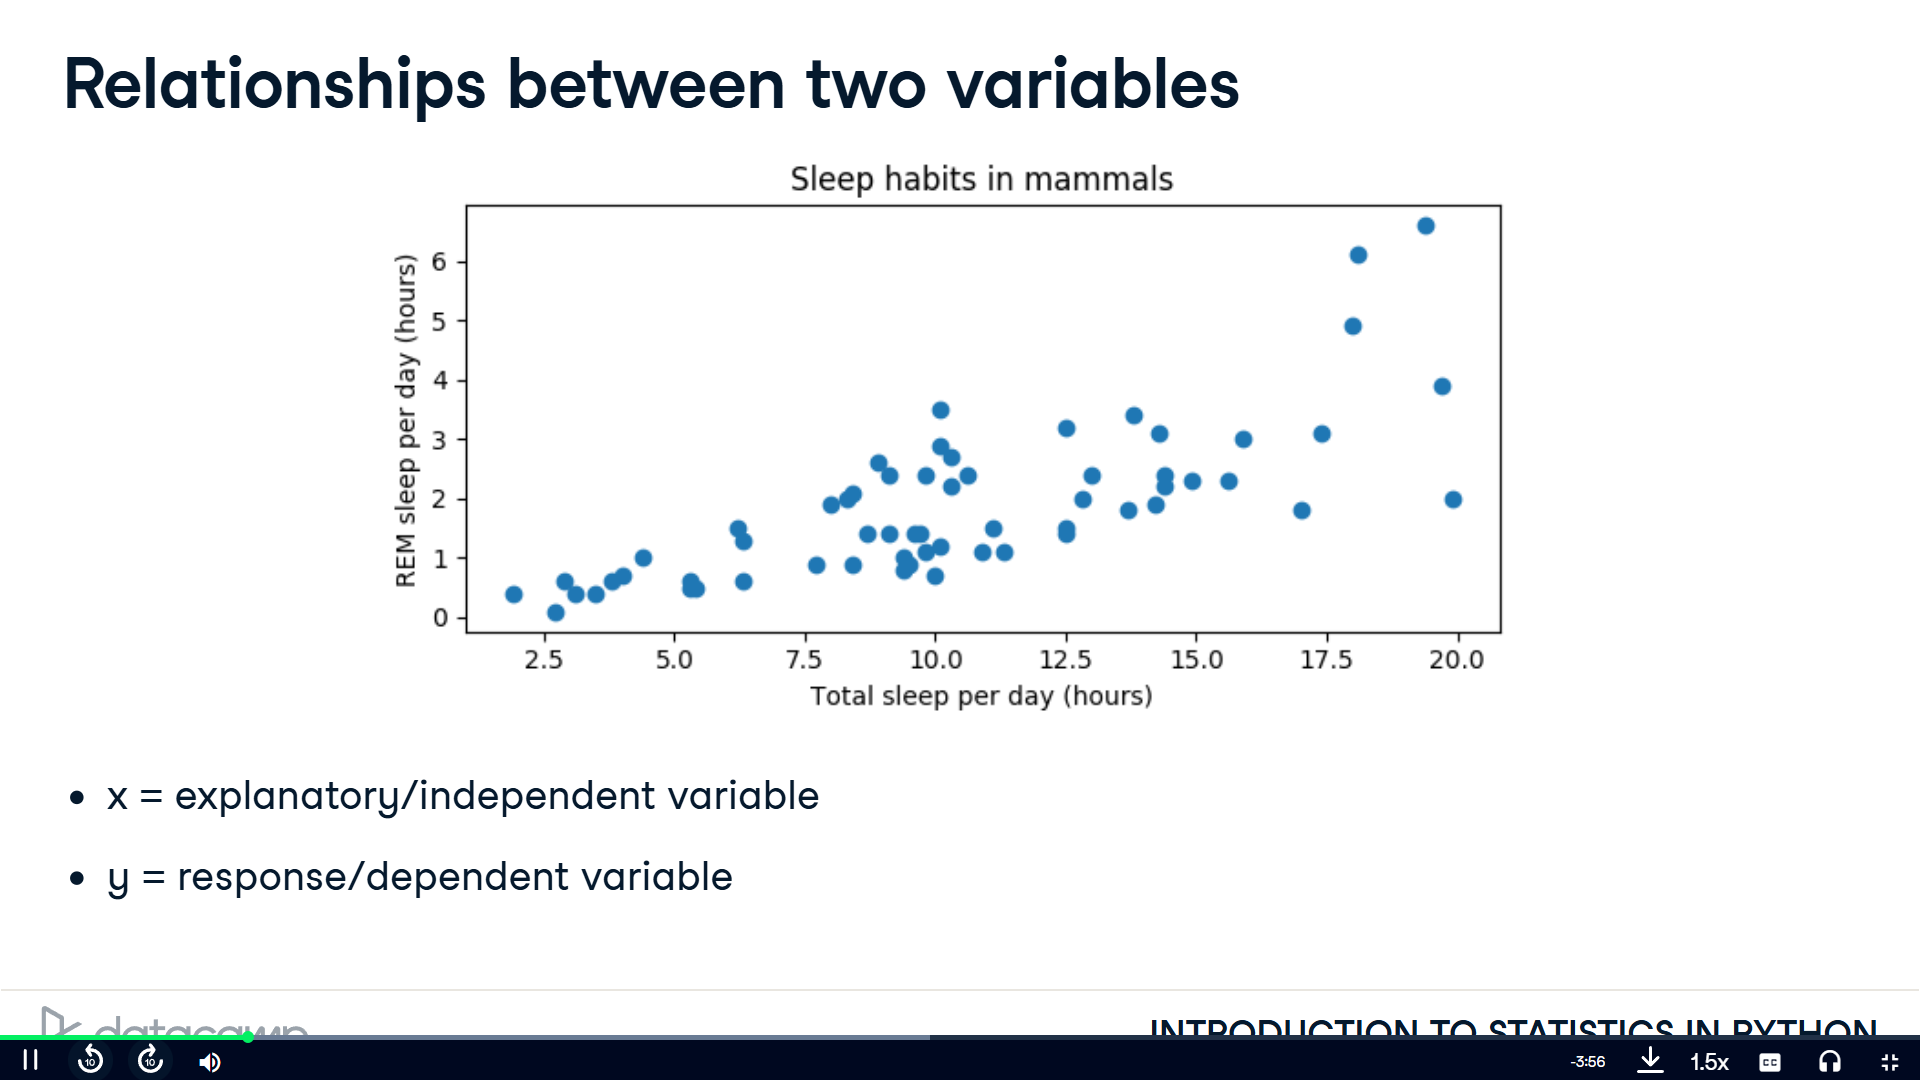 Relationships between two variables
Sleep habits in mammals
REM sleep per day (hours)
6
5
4
3
2
1
0
2.5 5.0 7.5 10.0 12.5 15.0 17.5 20.0
Total sleep per day (hours)
• x = explanatory/independent variable
• y = response/dependent variable
datacamp
INTRODUCTION TO STATISTICS IN PYTHON
10 10 -3:56 1.5x CC